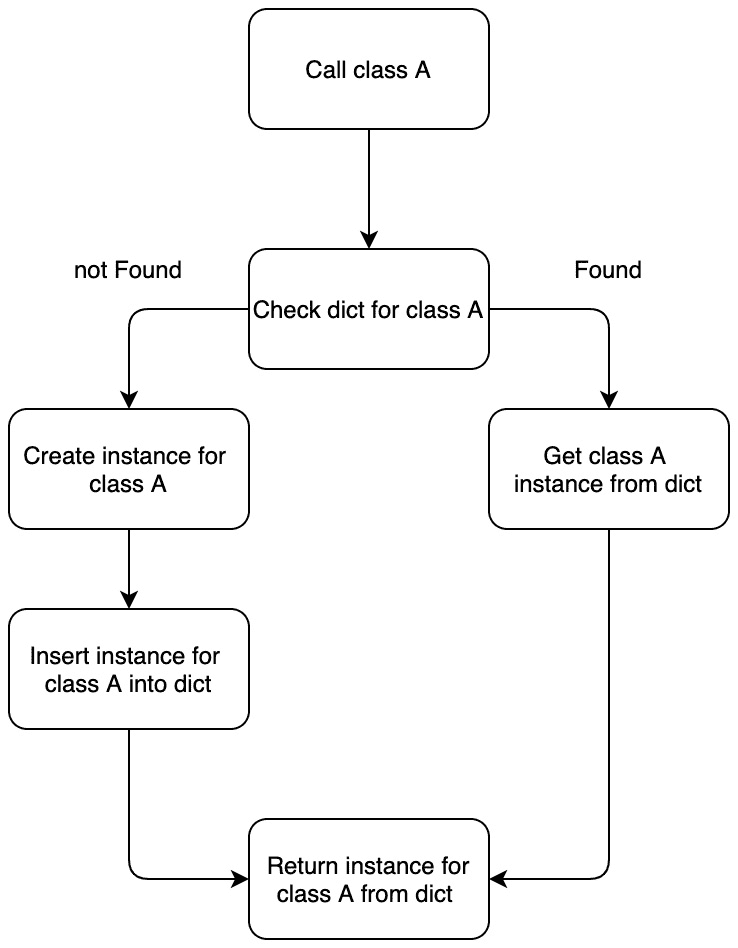 Call class A
not Found
Found
Check dict for class A
Create instance for
class A
Get class A
instance from dict
Insert instance for
class A into dict
Return instance for
class A from dict